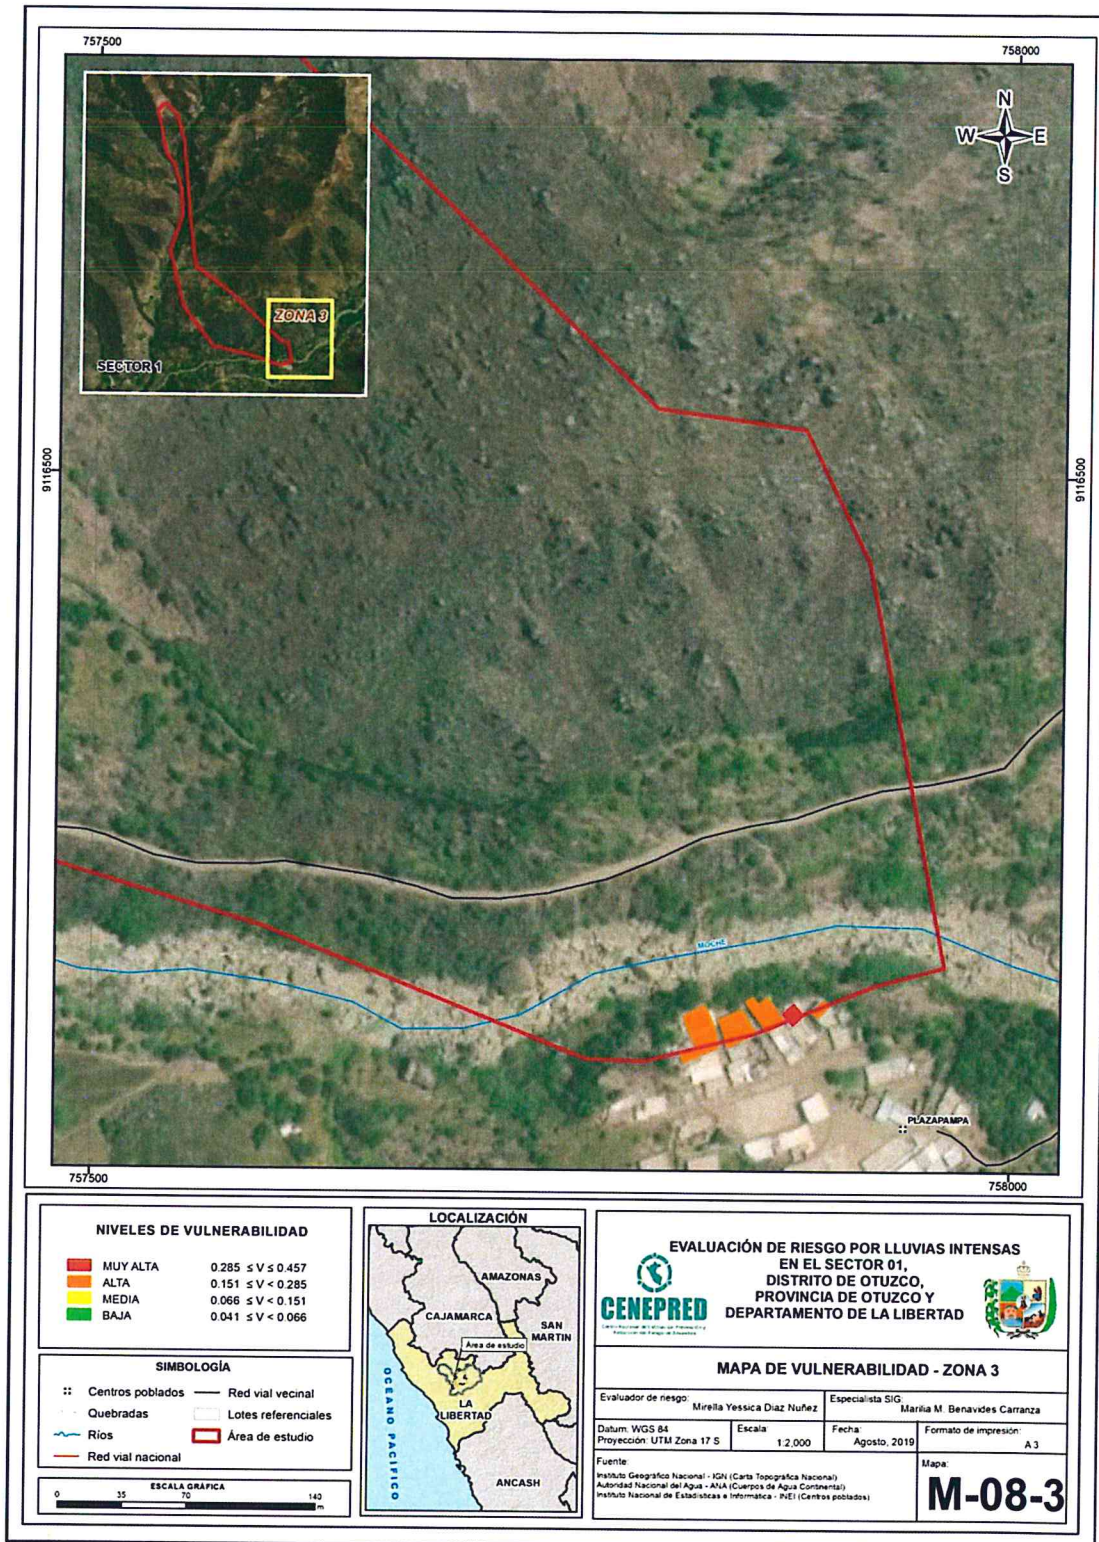 757500
758000
N
W
E
S
ZONA 3
SECTOR 1
9116500
9116500
MOCHE
PLAZAPAMPA
757500
758000
NIVELES DE VULNERABILIDAD
MUY ALTA 0.285 ≤ V ≤ 0.457
ALTA 0.151 ≤ V < 0.285
MEDIA 0.066 ≤ V < 0.151
BAJA 0.041 ≤ V < 0.066
SIMBOLOGÍA
Centros poblados
Red vial vecinal
Quebradas
Lotes referenciales
Ríos
Área de estudio
Red vial nacional
ESCALA GRÁFICA
0 35 70 140
m
LOCALIZACIÓN
AMAZONAS
CAJAMARCA
SAN
MARTIN
Área de estudio
LA
LIBERTAD
OCEANO PACÍFICO
ANCASH
CENEPRED
EVALUACIÓN DE RIESGO POR LLUVIAS INTENSAS
EN EL SECTOR 01,
DISTRITO DE OTUZCO,
PROVINCIA DE OTUZCO Y
DEPARTAMENTO DE LA LIBERTAD
MAPA DE VULNERABILIDAD - ZONA 3
Evaluador de riesgo:
Mirella Yessica Diaz Nuñez
Especialista SIG:
Marilia M. Benavides Carranza
Datum: WGS 84
Proyección: UTM Zona 17 S
Escala:
1:2,000
Fecha:
Agosto, 2019
Formato de impresión:
A3
Fuente:
Instituto Geográfico Nacional - IGN (Carta Topográfica Nacional)
Autoridad Nacional del Agua - ANA (Cuerpos de Agua Continental)
Instituto Nacional de Estadísticas e Informática - INEI (Centros poblados)
Mapa:
M-08-3